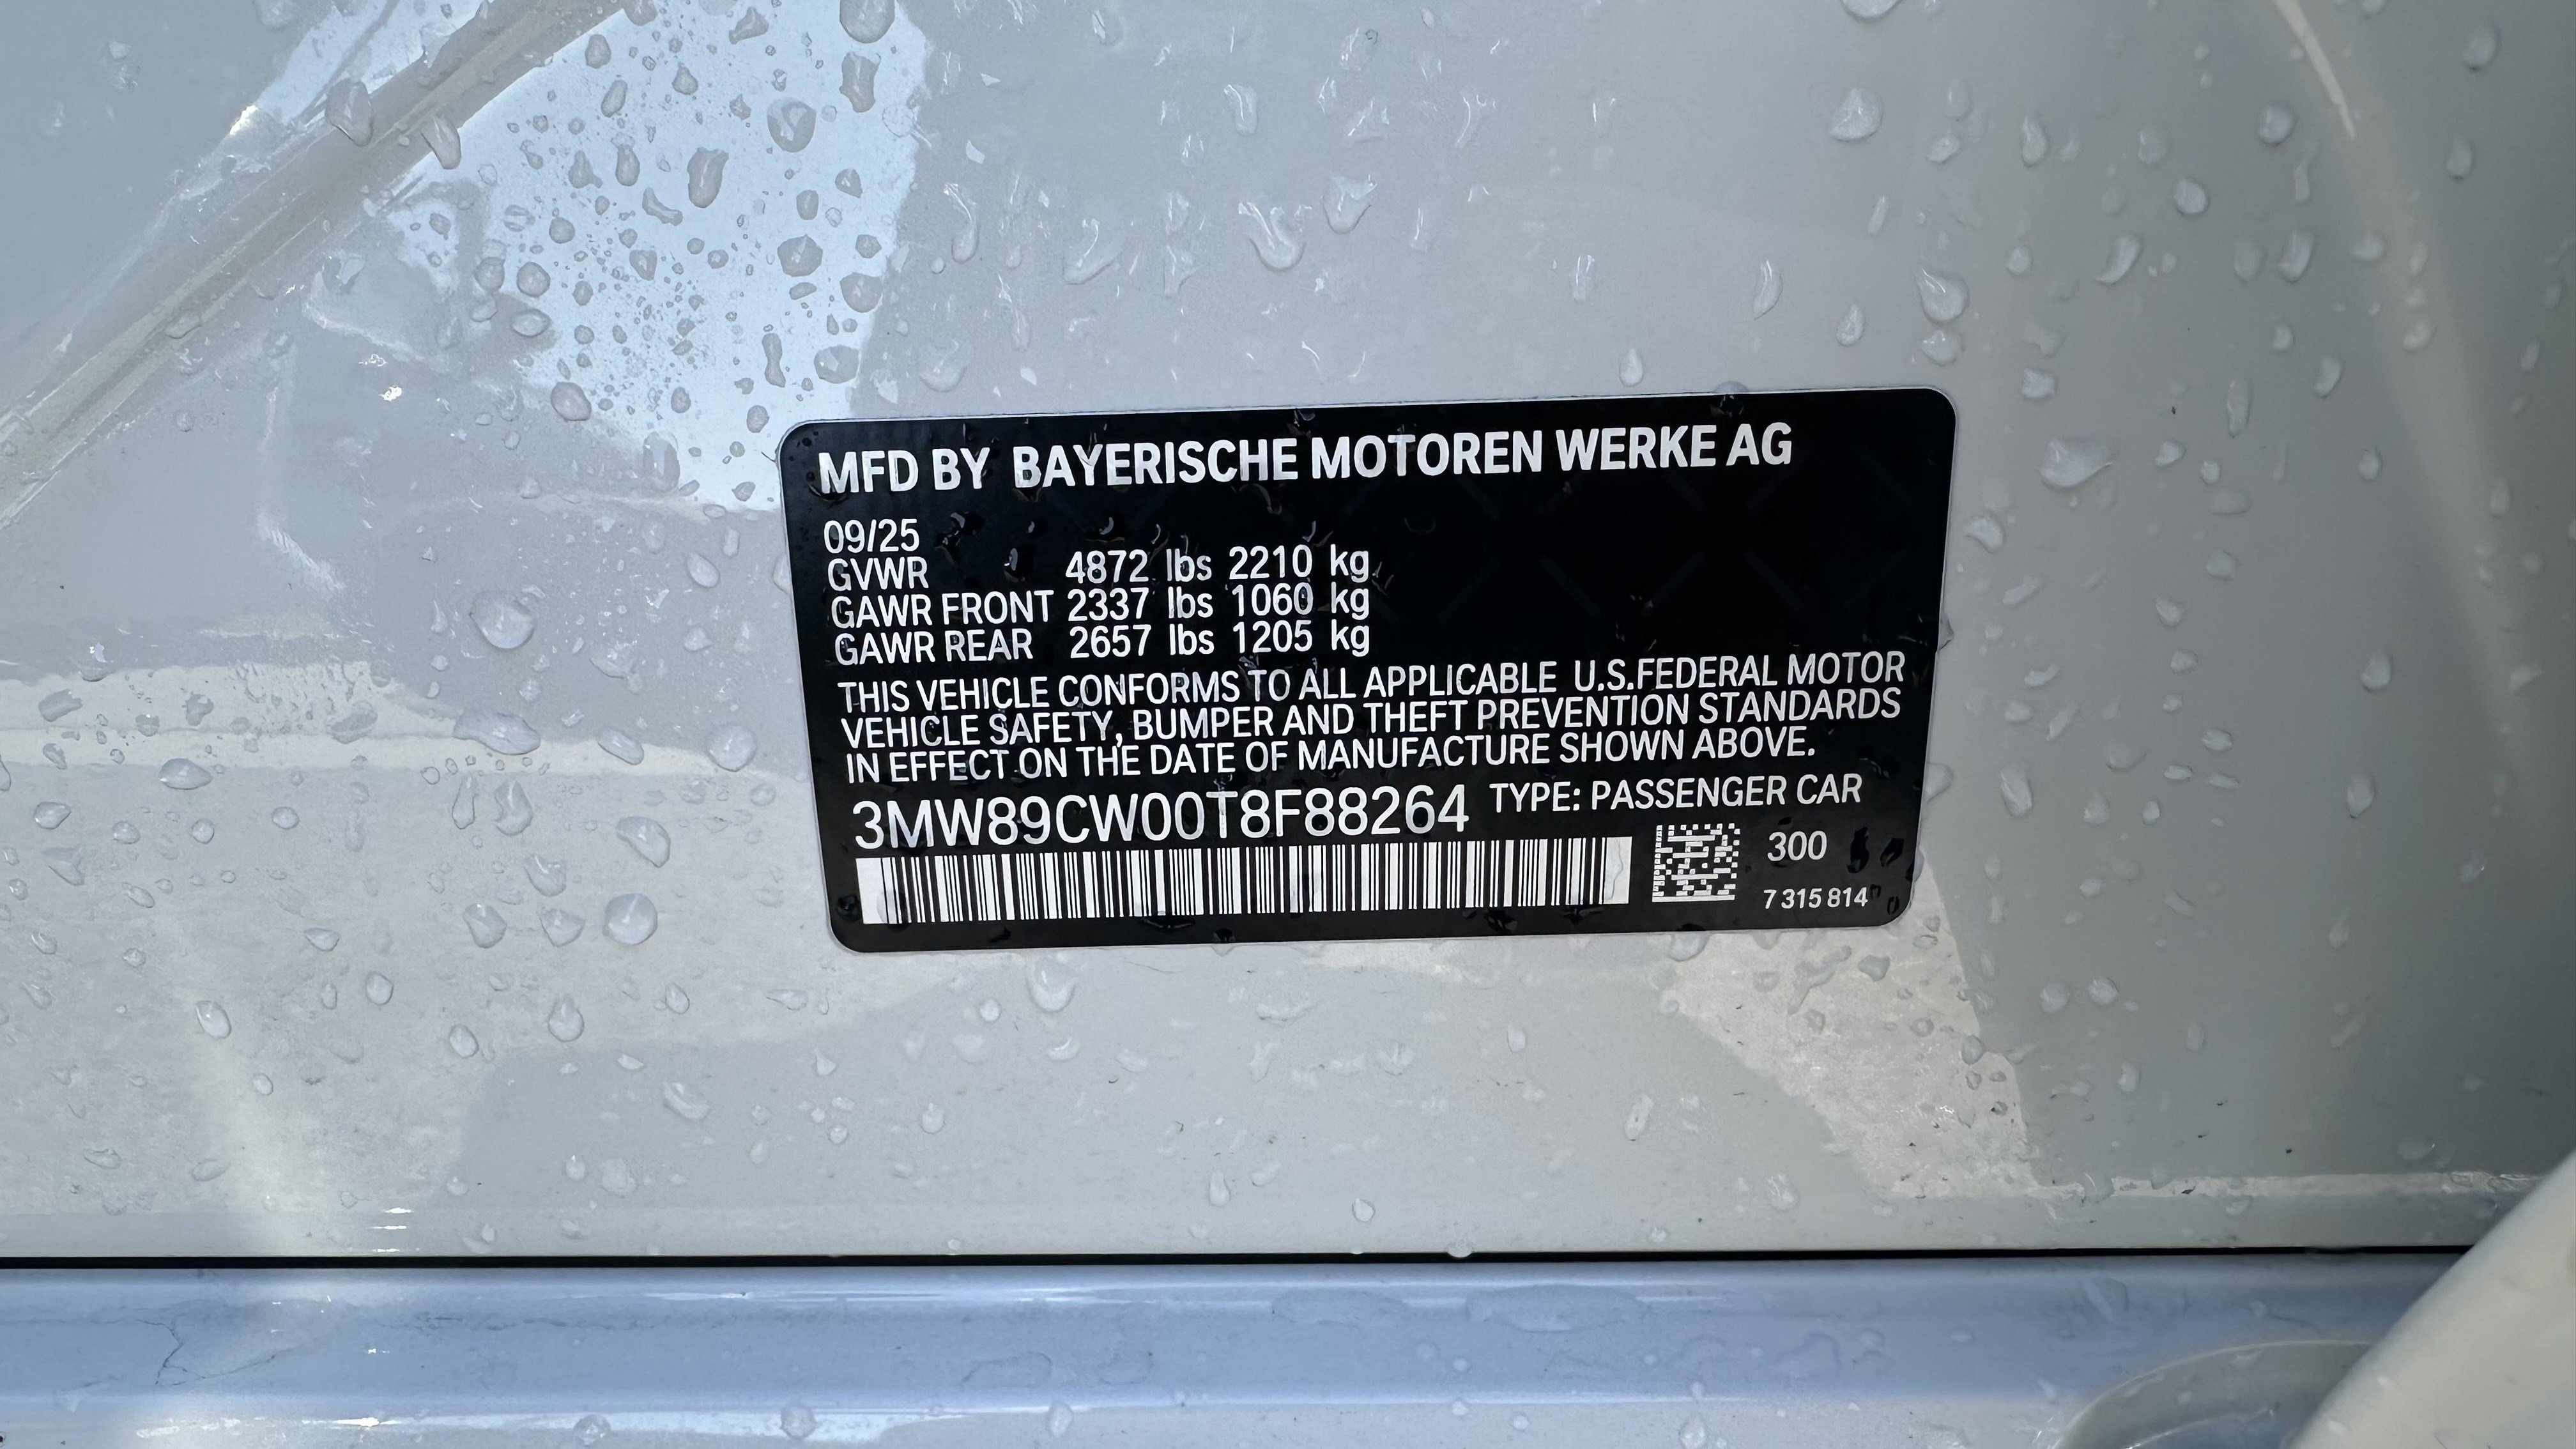 MFD BY BAYERISCHE MOTOREN WERKE AG
09/25
GVWR 4872 lbs 2210 kg
GAWR FRONT 2337 lbs 1060 kg
GAWR REAR 2657 lbs 1205 kg
THIS VEHICLE CONFORMS TO ALL APPLICABLE U.S.FEDERAL MOTOR
VEHICLE SAFETY, BUMPER AND THEFT PREVENTION STANDARDS
IN EFFECT ON THE DATE OF MANUFACTURE SHOWN ABOVE.
3MW89CW00T8F88264 TYPE: PASSENGER CAR
300
7 315 814